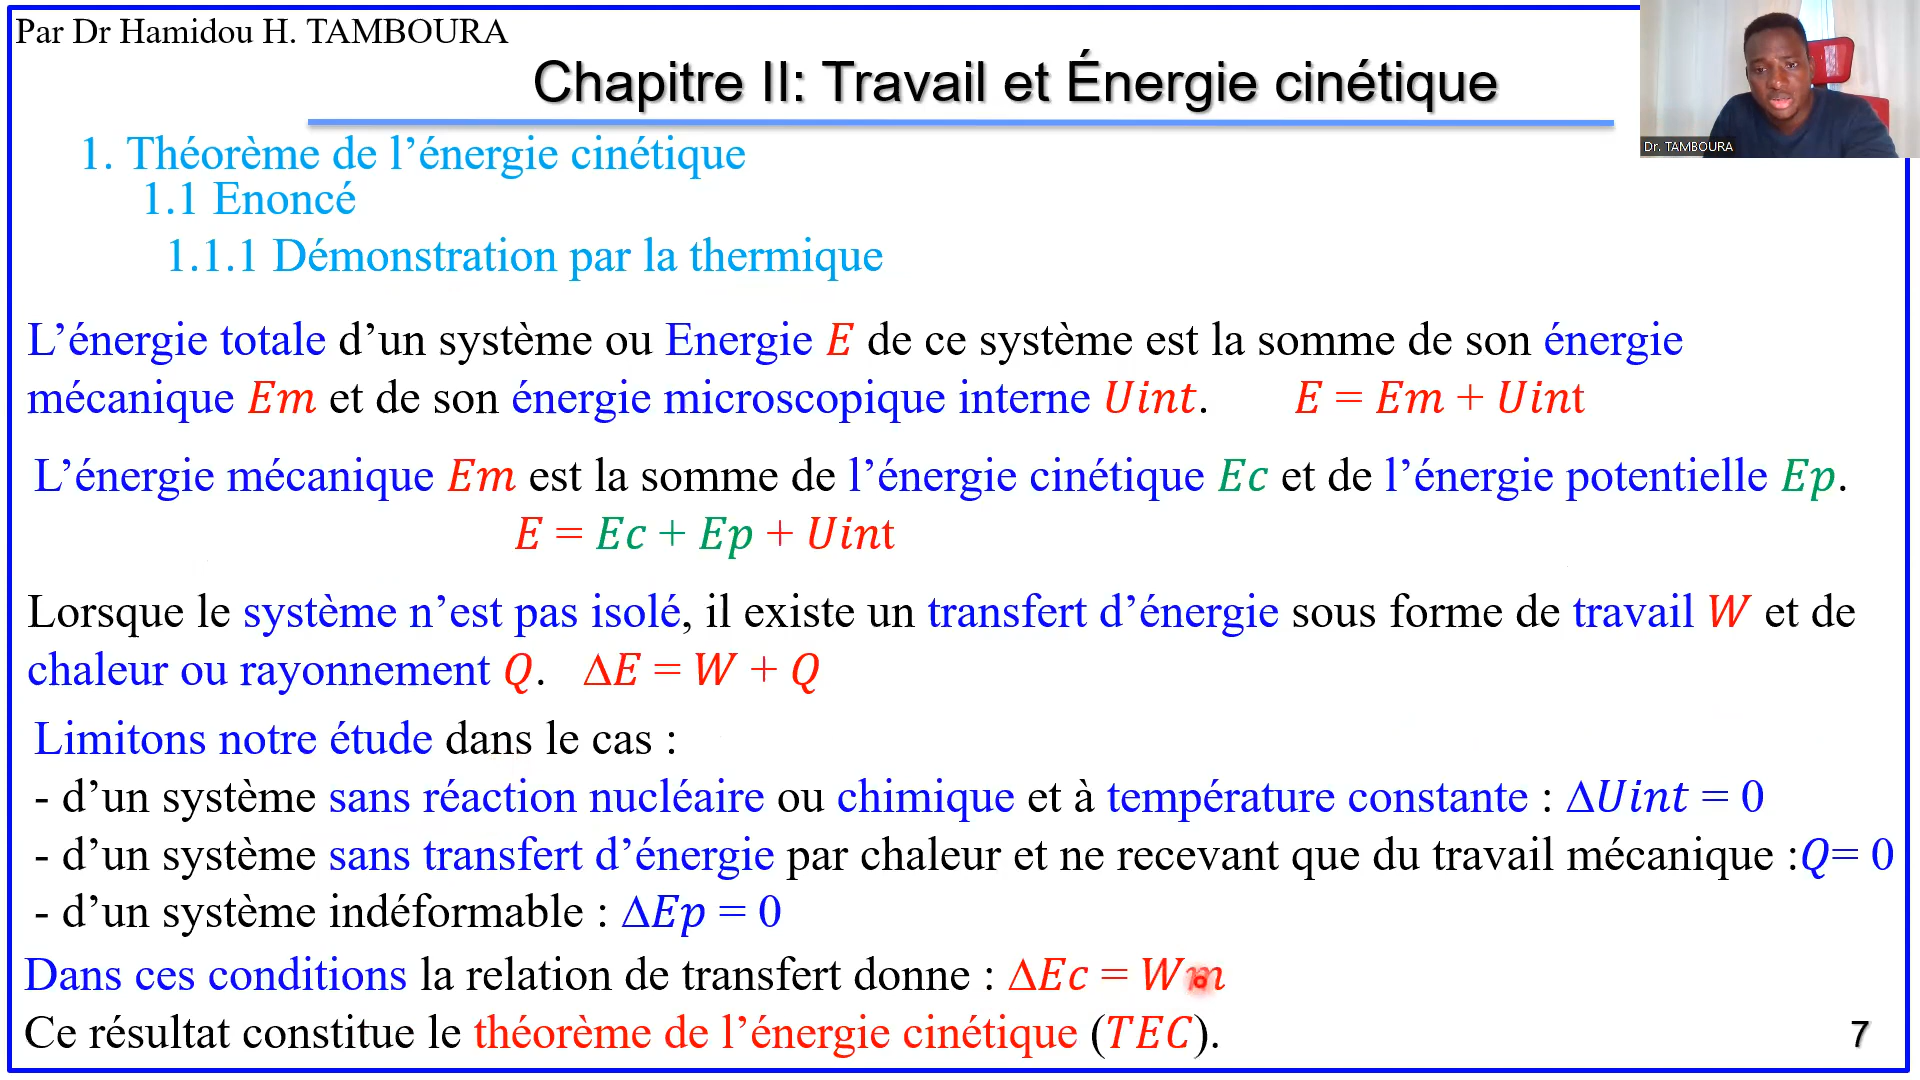 Par Dr Hamidou H. TAMBOURA
Chapitre II: Travail et Énergie cinétique
Dr. TAMBOURA
1. Théorème de l’énergie cinétique
1.1 Enoncé
1.1.1 Démonstration par la thermique
L’énergie totale d’un système ou Energie E de ce système est la somme de son énergie
mécanique Em et de son énergie microscopique interne Uint. E = Em + Uint
L’énergie mécanique Em est la somme de l’énergie cinétique Ec et de l’énergie potentielle Ep.
E = Ec + Ep + Uint
Lorsque le système n’est pas isolé, il existe un transfert d’énergie sous forme de travail W et de
chaleur ou rayonnement Q. ΔE = W + Q
Limitons notre étude dans le cas :
- d’un système sans réaction nucléaire ou chimique et à température constante : ΔUint = 0
- d’un système sans transfert d’énergie par chaleur et ne recevant que du travail mécanique :Q= 0
- d’un système indéformable : ΔEp = 0
Dans ces conditions la relation de transfert donne : ΔEc = Wm
Ce résultat constitue le théorème de l’énergie cinétique (TEC).
7